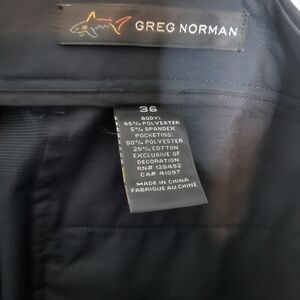 GREG NORMAN
36
BODY:
95% POLYESTER
5% SPANDEX
POCKETING:
80% POLYESTER
20% COTTON
EXCLUSIVE OF
DECORATION
RN# 128492
CA# 41097
MADE IN CHINA
FABRIQUE AU CHINE